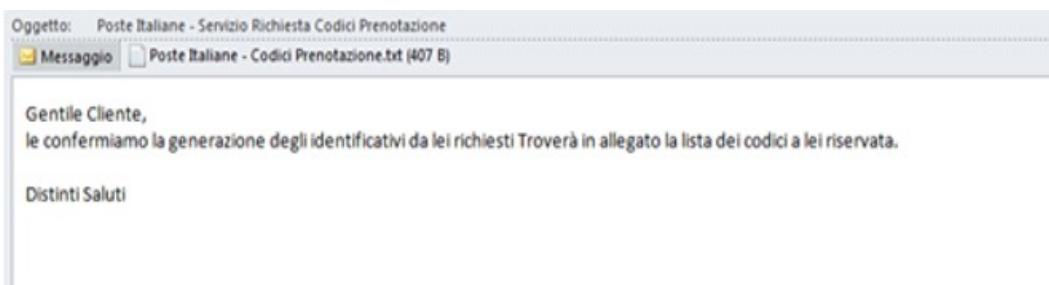 Oggetto: Poste Italiane - Servizio Richiesta Codici Prenotazione
Messaggio Poste Italiane - Codici Prenotazione.txt (407 B)
Gentile Cliente,
le confermiamo la generazione degli identificativi da lei richiesti Troverà in allegato la lista dei codici a lei riservata.
Distinti Saluti